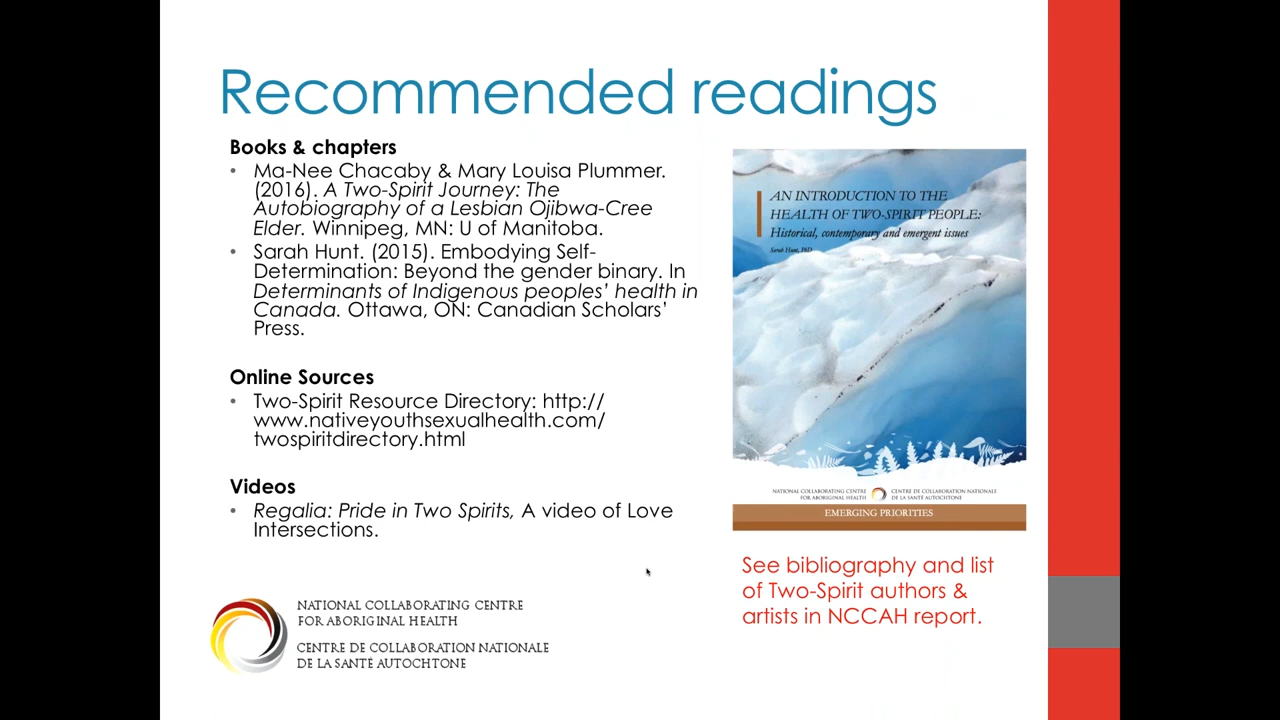 Recommended readings
Books & chapters
• Ma-Nee Chacaby & Mary Louisa Plummer.
(2016). A Two-Spirit Journey: The
Autobiography of a Lesbian Ojibwa-Cree
Elder. Winnipeg, MN: U of Manitoba.
• Sarah Hunt. (2015). Embodying Self-
Determination: Beyond the gender binary. In
Determinants of Indigenous peoples’ health in
Canada. Ottawa, ON: Canadian Scholars’
Press.
Online Sources
• Two-Spirit Resource Directory: http://
www.nativeyouthsexualhealth.com/
twospiritdirectory.html
Videos
• Regalia: Pride in Two Spirits, A video of Love
Intersections.
NATIONAL COLLABORATING CENTRE
FOR ABORIGINAL HEALTH
CENTRE DE COLLABORATION NATIONALE
DE LA SANTÉ AUTOCHTONE
AN INTRODUCTION TO THE
HEALTH OF TWO-SPIRIT PEOPLE:
Historical, contemporary and emergent issues
Sarah Hunt, PhD
NATIONAL COLLABORATING CENTRE
FOR ABORIGINAL HEALTH
CENTRE DE COLLABORATION NATIONALE
DE LA SANTÉ AUTOCHTONE
EMERGING PRIORITIES
See bibliography and list
of Two-Spirit authors &
artists in NCCAH report.